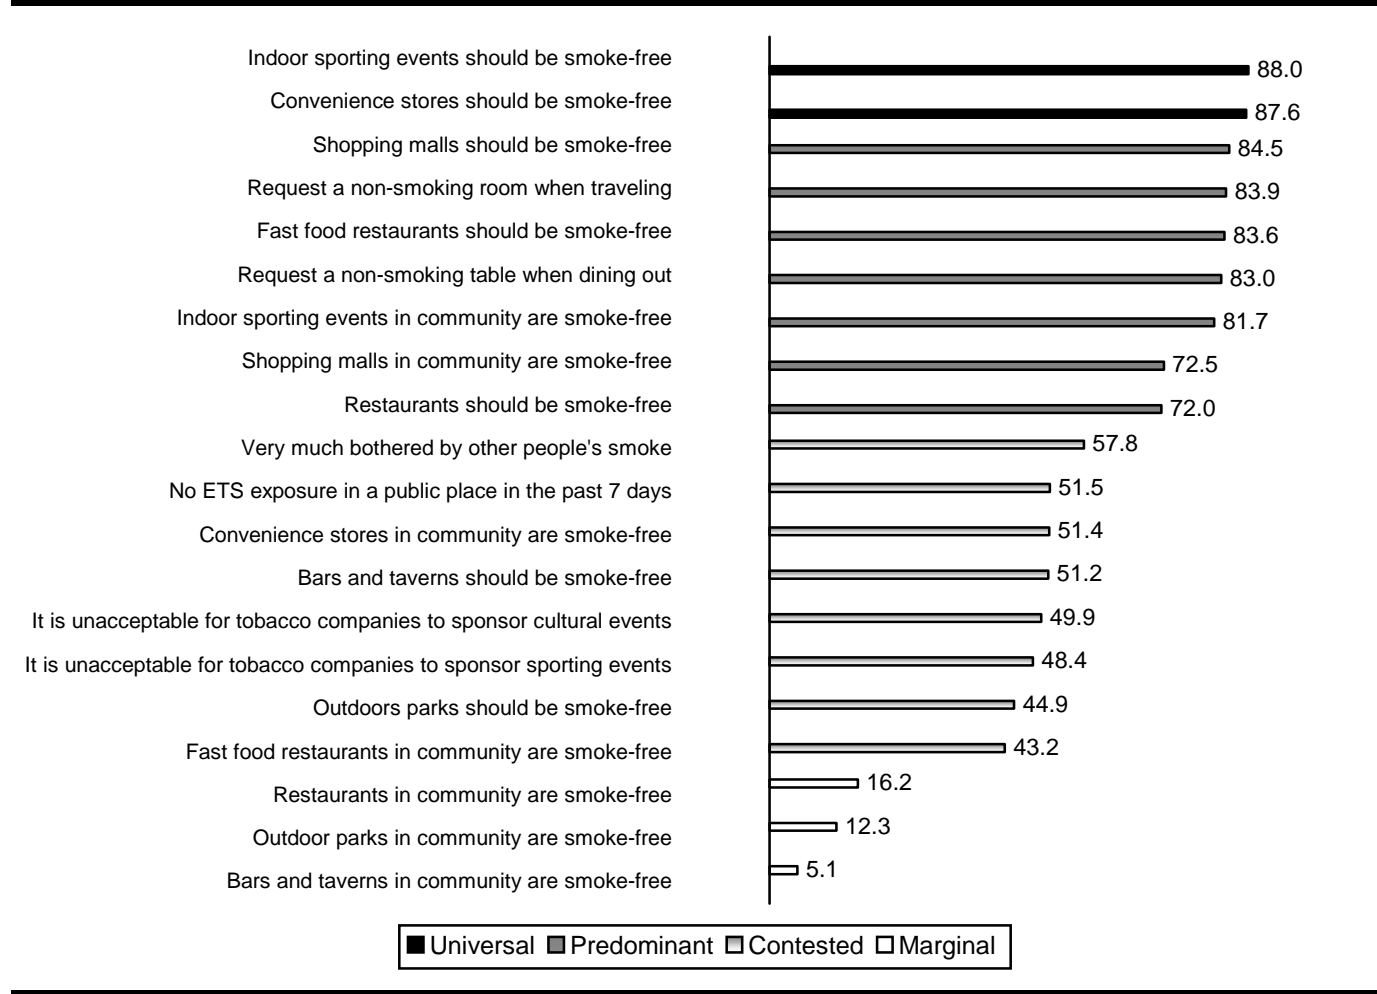 Indoor sporting events should be smoke-free 88.0
Convenience stores should be smoke-free 87.6
Shopping malls should be smoke-free 84.5
Request a non-smoking room when traveling 83.9
Fast food restaurants should be smoke-free 83.6
Request a non-smoking table when dining out 83.0
Indoor sporting events in community are smoke-free 81.7
Shopping malls in community are smoke-free 72.5
Restaurants should be smoke-free 72.0
Very much bothered by other people's smoke 57.8
No ETS exposure in a public place in the past 7 days 51.5
Convenience stores in community are smoke-free 51.4
Bars and taverns should be smoke-free 51.2
It is unacceptable for tobacco companies to sponsor cultural events 49.9
It is unacceptable for tobacco companies to sponsor sporting events 48.4
Outdoors parks should be smoke-free 44.9
Fast food restaurants in community are smoke-free 43.2
Restaurants in community are smoke-free 16.2
Outdoor parks in community are smoke-free 12.3
Bars and taverns in community are smoke-free 5.1
Universal Predominant Contested Marginal